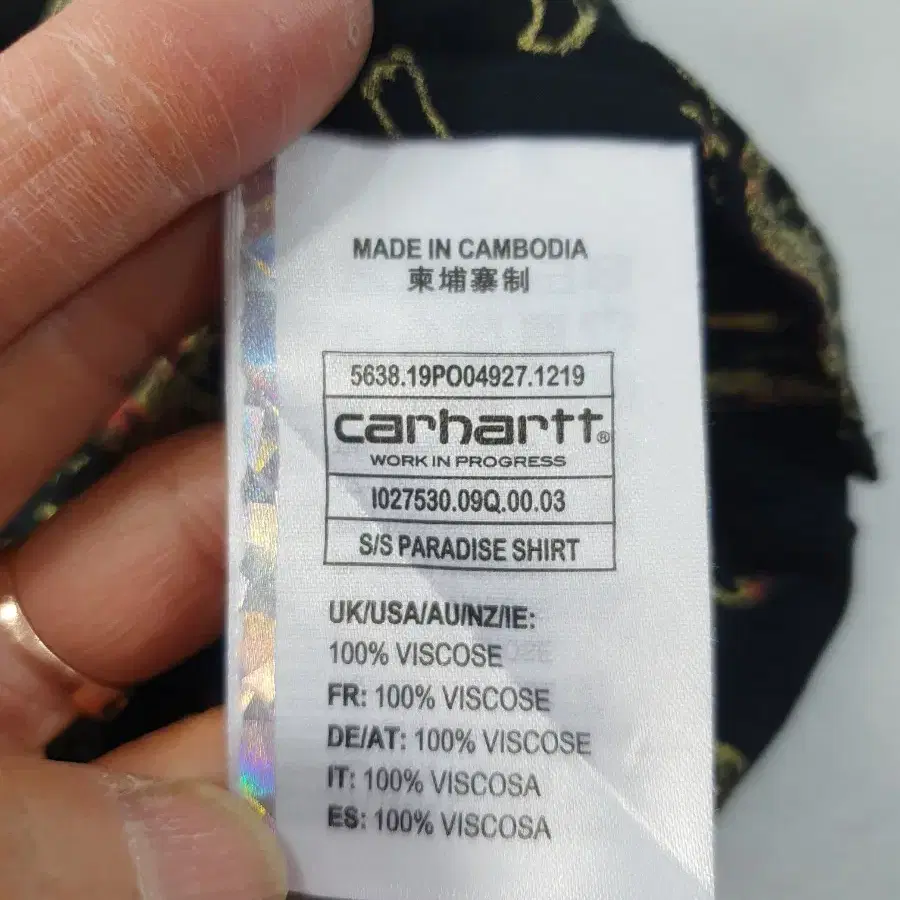 MADE IN CAMBODIA
柬埔寨制
5638.19PO04927.1219
carhartt®
WORK IN PROGRESS
I027530.09Q.00.03
S/S PARADISE SHIRT
UK/USA/AU/NZ/IE:
100% VISCOSE
FR: 100% VISCOSE
DE/AT: 100% VISCOSE
IT: 100% VISCOSA
ES: 100% VISCOSA